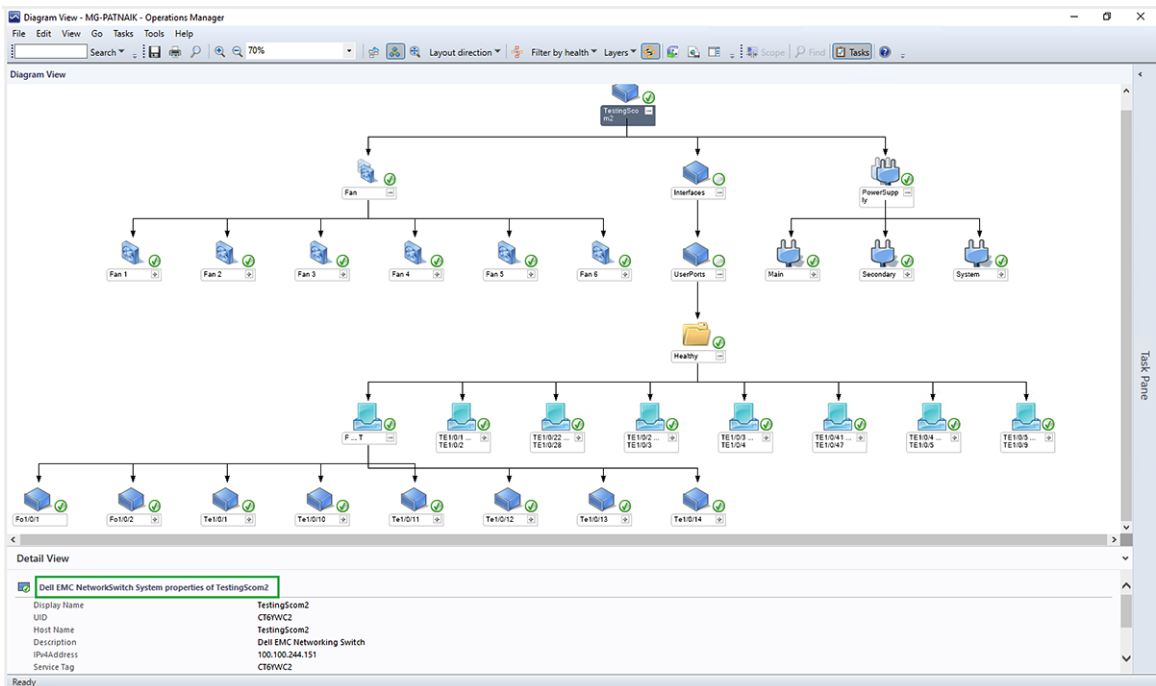 Diagram View - MG-PATNAIK - Operations Manager
File Edit View Go Tasks Tools Help
Search 70% Layout direction Filter by health Layers Scope Find Tasks
Diagram View
TestingSco
m2
Fan Interfaces PowerSupp
ly
Fan 1 Fan 2 Fan 3 Fan 4 Fan 5 Fan 6 UserPorts Main Secondary System
Healthy
F ... T TE1/0/1 ... TE1/0/22 ... TE1/0/2 ... TE1/0/3 ... TE1/0/41 ... TE1/0/4 ... TE1/0/5 ...
TE1/0/2 TE1/0/28 TE1/0/3 TE1/0/4 TE1/0/47 TE1/0/5 TE1/0/9
Fo1/0/1 Fo1/0/2 Te1/0/1 Te1/0/10 Te1/0/11 Te1/0/12 Te1/0/13 Te1/0/14
Task Pane
Detail View
Dell EMC NetworkSwitch System properties of TestingScom2
Display Name TestingScom2
UID CT6YWC2
Host Name TestingScom2
Description Dell EMC Networking Switch
IPv4Address 100.100.244.151
Service Tag CT6YWC2
Ready